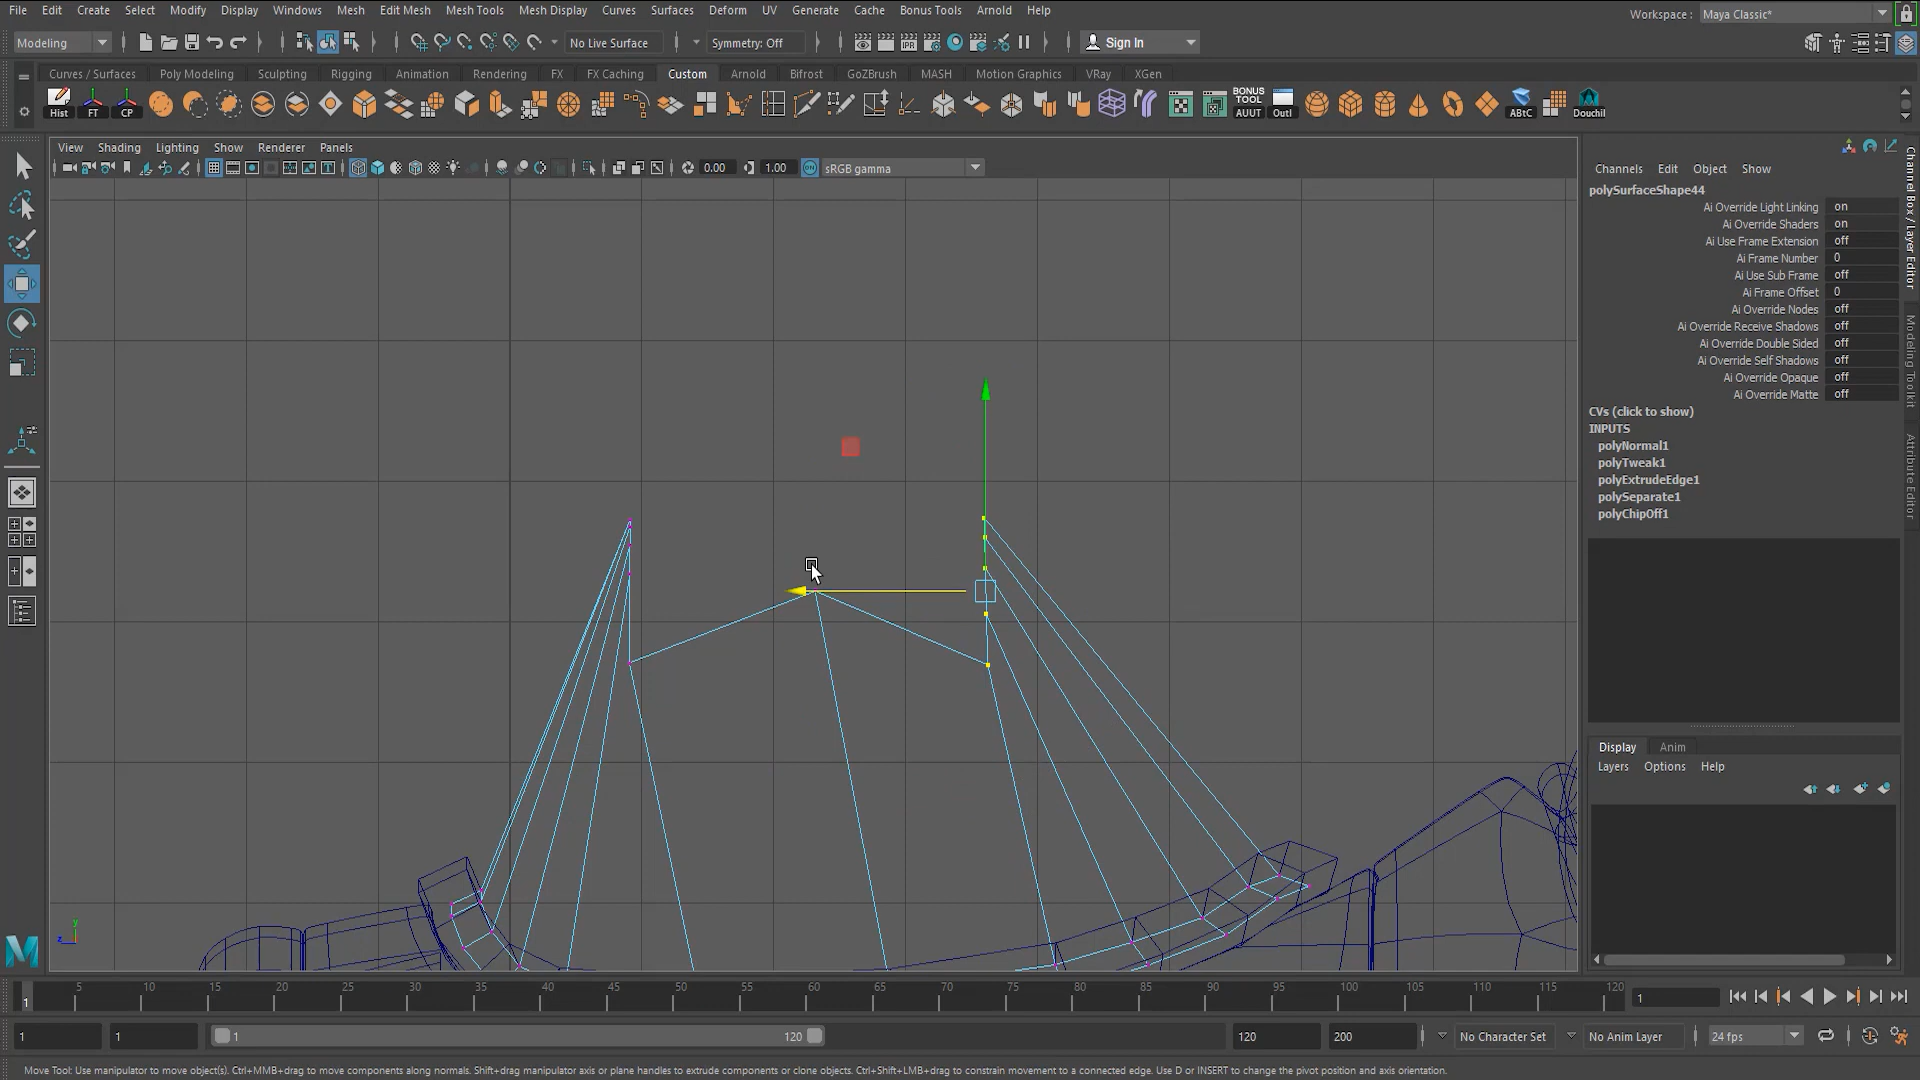 File Edit Create Select Modify Display Windows Mesh Edit Mesh Mesh Tools Mesh Display Curves Surfaces Deform UV Generate Cache Bonus Tools Arnold Help
Workspace : Maya Classic*
Modeling No Live Surface Symmetry: Off Sign In
Curves / Surfaces Poly Modeling Sculpting Rigging Animation Rendering FX FX Caching Custom Arnold Bifrost GoZBrush MASH Motion Graphics VRay XGen
Hist FT CP BONUS TOOL AUUT Outl ABtC Douchil
View Shading Lighting Show Renderer Panels
0.00 1.00 sRGB gamma
Channels Edit Object Show
polySurfaceShape44
Ai Override Light Linking on
Ai Override Shaders on
Ai Use Frame Extension off
Ai Frame Number 0
Ai Use Sub Frame off
Ai Frame Offset 0
Ai Override Nodes off
Ai Override Receive Shadows off
Ai Override Double Sided off
Ai Override Self Shadows off
Ai Override Opaque off
Ai Override Matte off
CVs (click to show)
INPUTS
polyNormal1
polyTweak1
polyExtrudeEdge1
polySeparate1
polyChipOff1
Channel Box / Layer Editor
Modeling Toolkit
Attribute Editor
Display Anim
Layers Options Help
y
z
M
1 5 10 15 20 25 30 35 40 45 50 55 60 65 70 75 80 85 90 95 100 105 110 115 120 1
1 1 1 120 120 200 No Character Set No Anim Layer 24 fps
Move Tool: Use manipulator to move object(s). Ctrl+MMB+drag to move components along normals. Shift+drag manipulator axis or plane handles to extrude components or clone objects. Ctrl+Shift+LMB+drag to constrain movement to a connected edge. Use D or INSERT to change the pivot position and axis orientation.